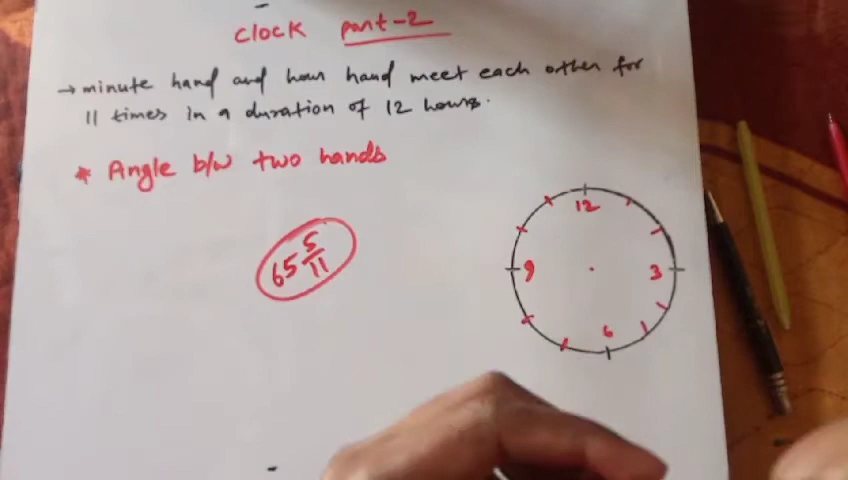 clock part-2
→ minute hand and hour hand meet each other for
11 times in a duration of 12 hours.
* Angle b/w two hands
65 5/11
12
9
3
6